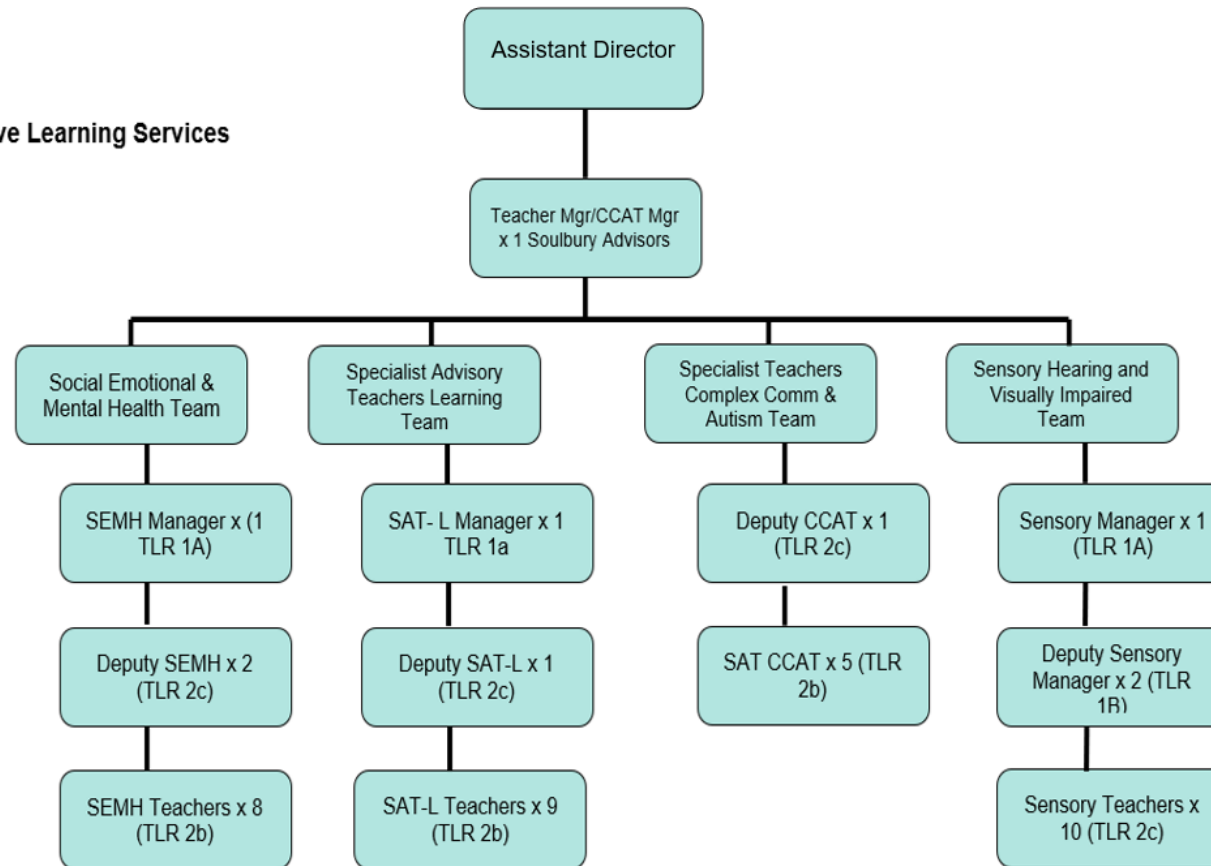 Assistant Director
ve Learning Services
Teacher Mgr/CCAT Mgr
x 1 Soulbury Advisors
Social Emotional &
Mental Health Team
Specialist Advisory
Teachers Learning
Team
Specialist Teachers
Complex Comm &
Autism Team
Sensory Hearing and
Visually Impaired
Team
SEMH Manager x (1
TLR 1A)
SAT- L Manager x 1
TLR 1a
Deputy CCAT x 1
(TLR 2c)
Sensory Manager x 1
(TLR 1A)
Deputy SEMH x 2
(TLR 2c)
Deputy SAT-L x 1
(TLR 2c)
SAT CCAT x 5 (TLR
2b)
Deputy Sensory
Manager x 2 (TLR
1B)
SEMH Teachers x 8
(TLR 2b)
SAT-L Teachers x 9
(TLR 2b)
Sensory Teachers x
10 (TLR 2c)